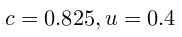 c = 0.825, u = 0.4